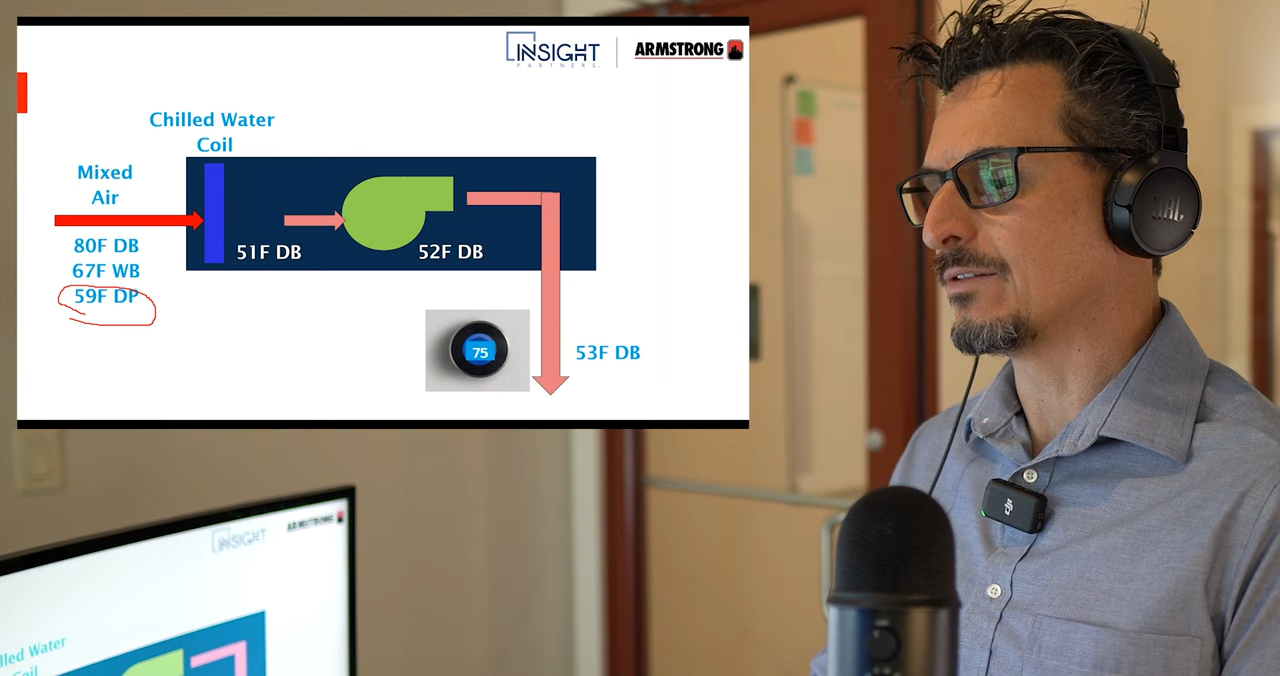 INSIGHT
PARTNERS.
ARMSTRONG
Chilled Water
Coil
Mixed
Air
80F DB
67F WB
59F DP
51F DB
52F DB
75
53F DB
JBL
dji
INSIGHT
ARMSTRONG
lled Water
Coil